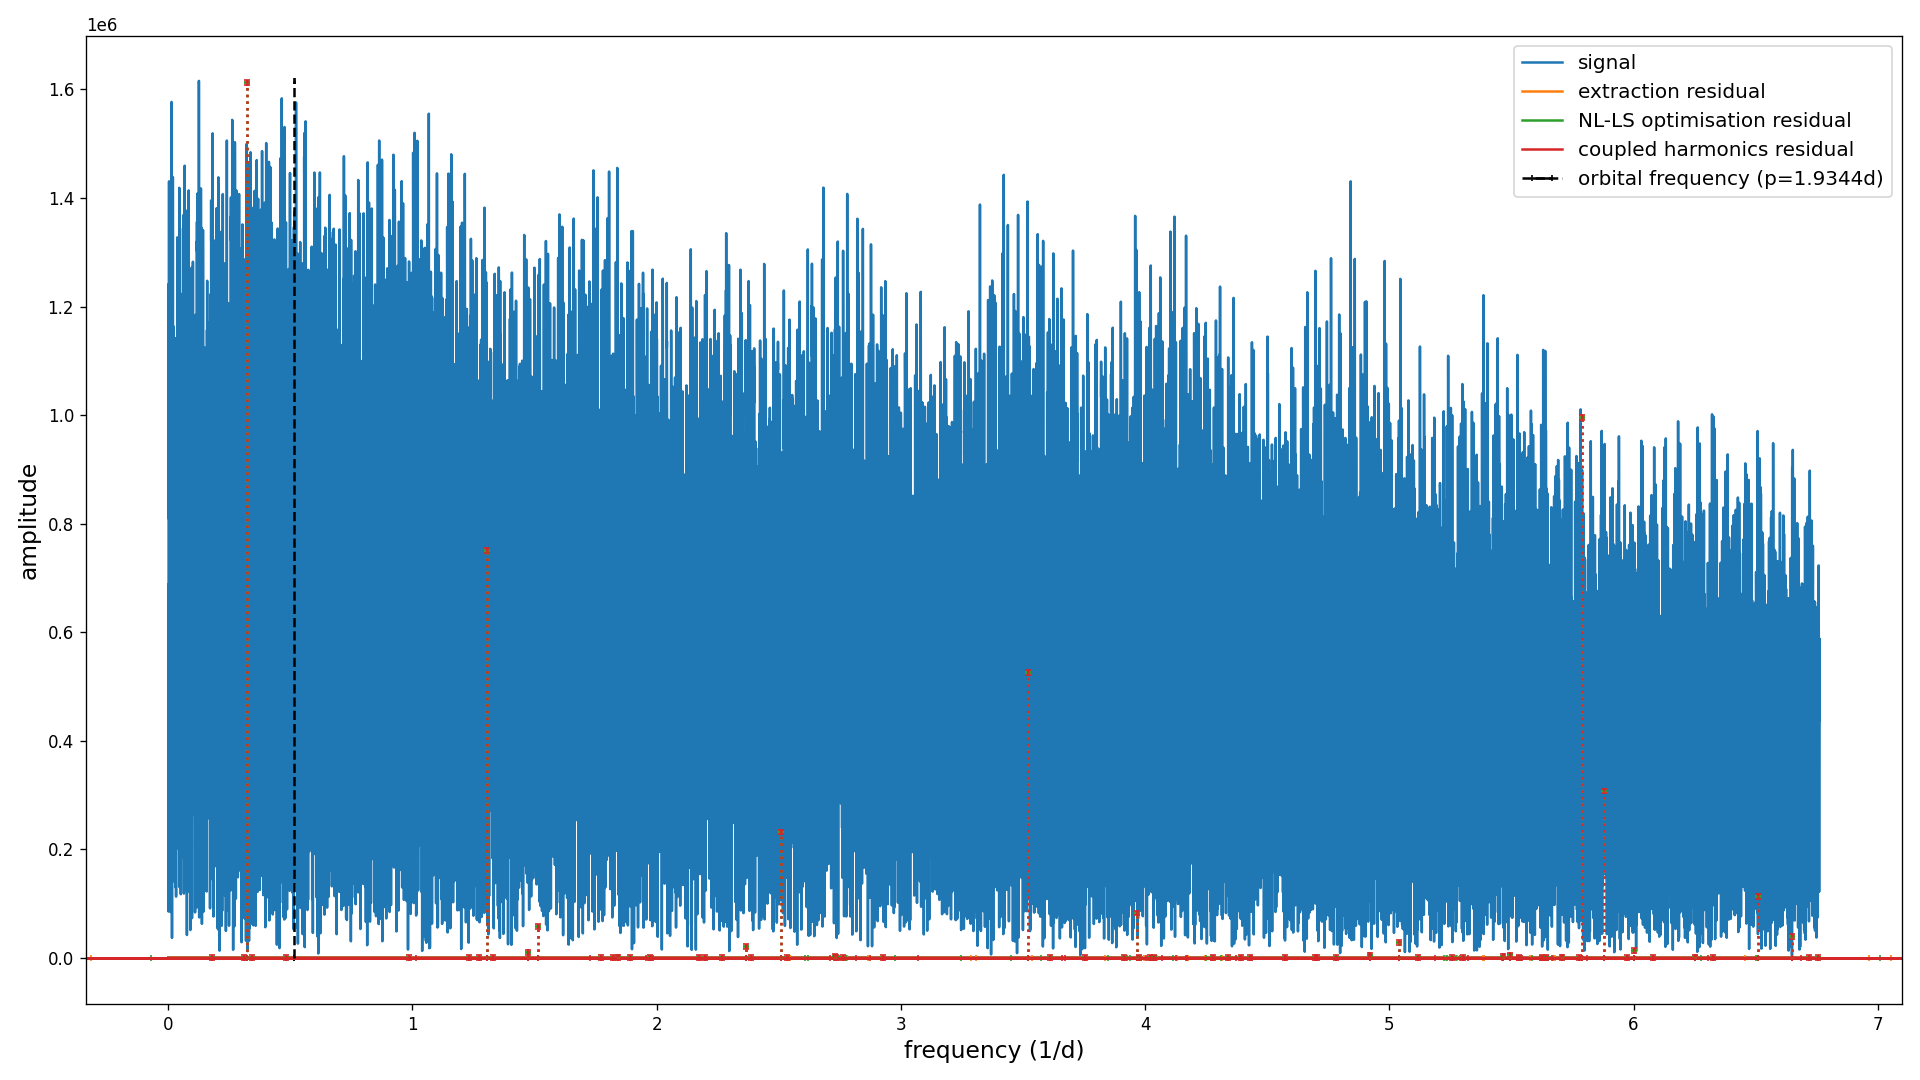 1e6
signal
extraction residual
NL-LS optimisation residual
coupled harmonics residual
orbital frequency (p=1.9344d)
1.6
1.4
1.2
1.0
0.8
0.6
0.4
0.2
0.0
amplitude
0 1 2 3 4 5 6 7
frequency (1/d)